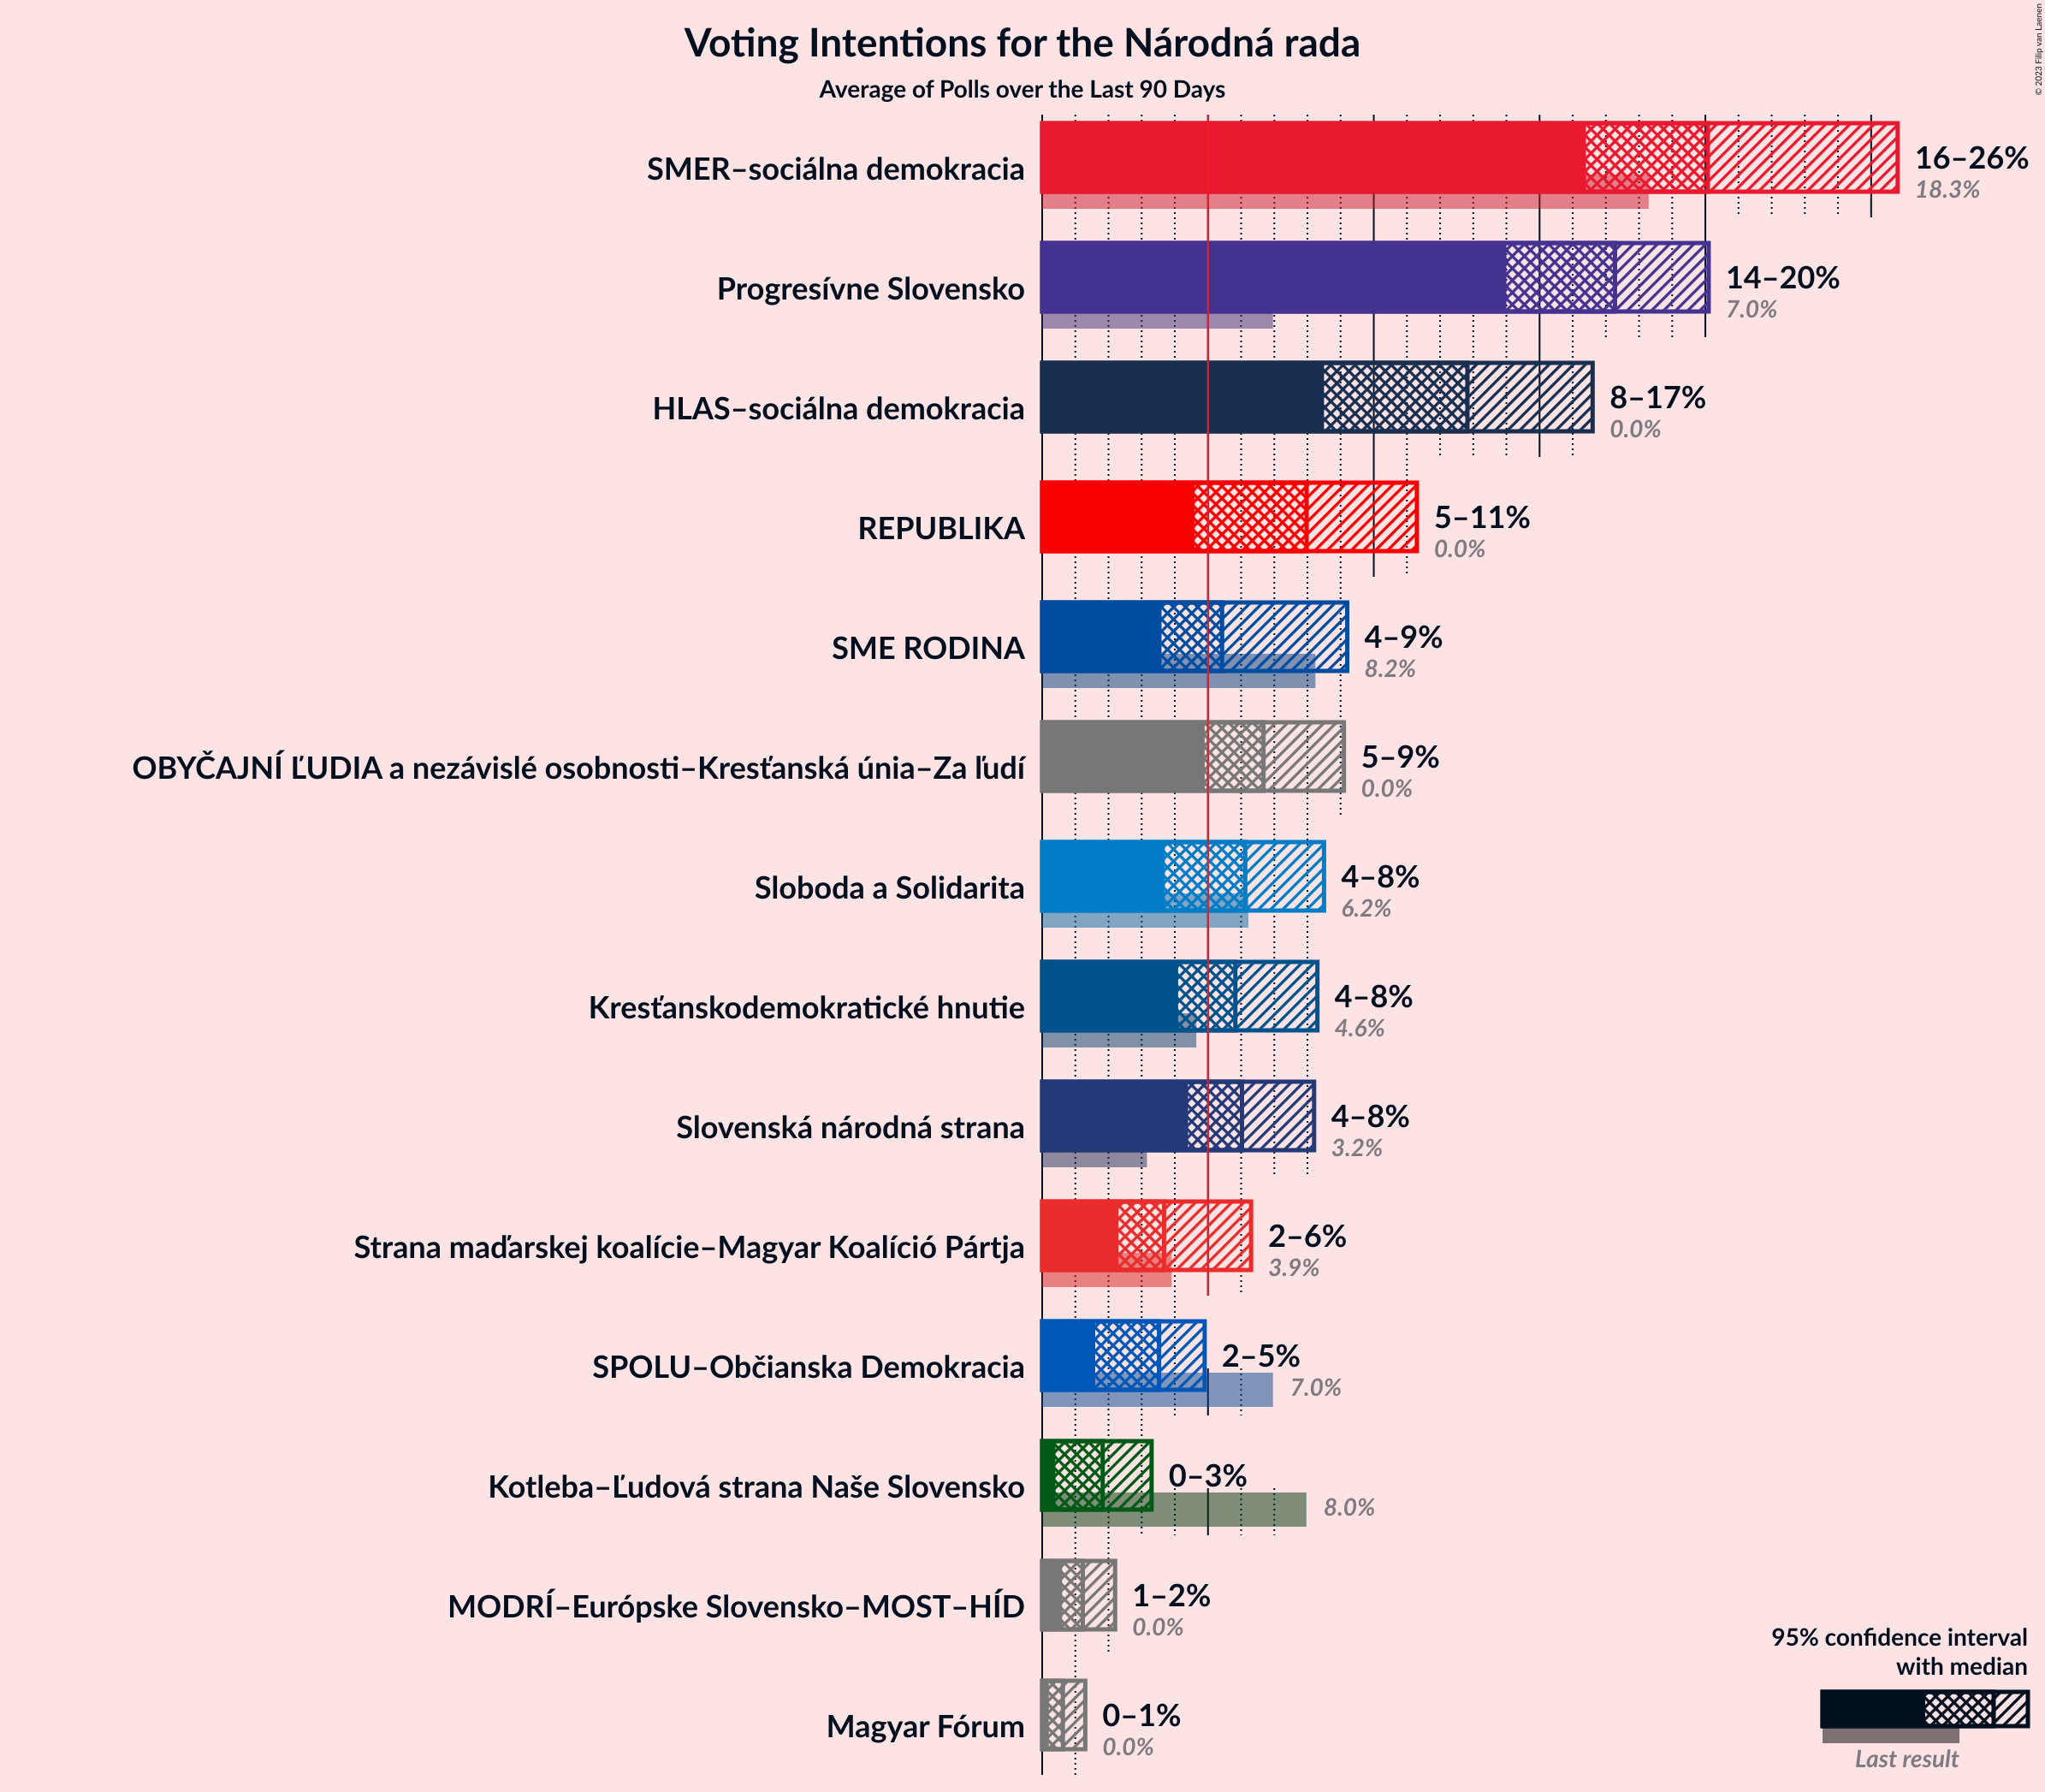 Voting Intentions for the Národná rada
Average of Polls over the Last 90 Days
© 2023 Filip van Laenen
SMER–sociálna demokracia
16–26%
18.3%
Progresívne Slovensko
14–20%
7.0%
HLAS–sociálna demokracia
8–17%
0.0%
REPUBLIKA
5–11%
0.0%
SME RODINA
4–9%
8.2%
OBYČAJNÍ ĽUDIA a nezávislé osobnosti–Kresťanská únia–Za ľudí
5–9%
0.0%
Sloboda a Solidarita
4–8%
6.2%
Kresťanskodemokratické hnutie
4–8%
4.6%
Slovenská národná strana
4–8%
3.2%
Strana maďarskej koalície–Magyar Koalíció Pártja
2–6%
3.9%
SPOLU–Občianska Demokracia
2–5%
7.0%
Kotleba–Ľudová strana Naše Slovensko
0–3%
8.0%
MODRÍ–Európske Slovensko–MOST–HÍD
1–2%
0.0%
Magyar Fórum
0–1%
0.0%
95% confidence interval
with median
Last result